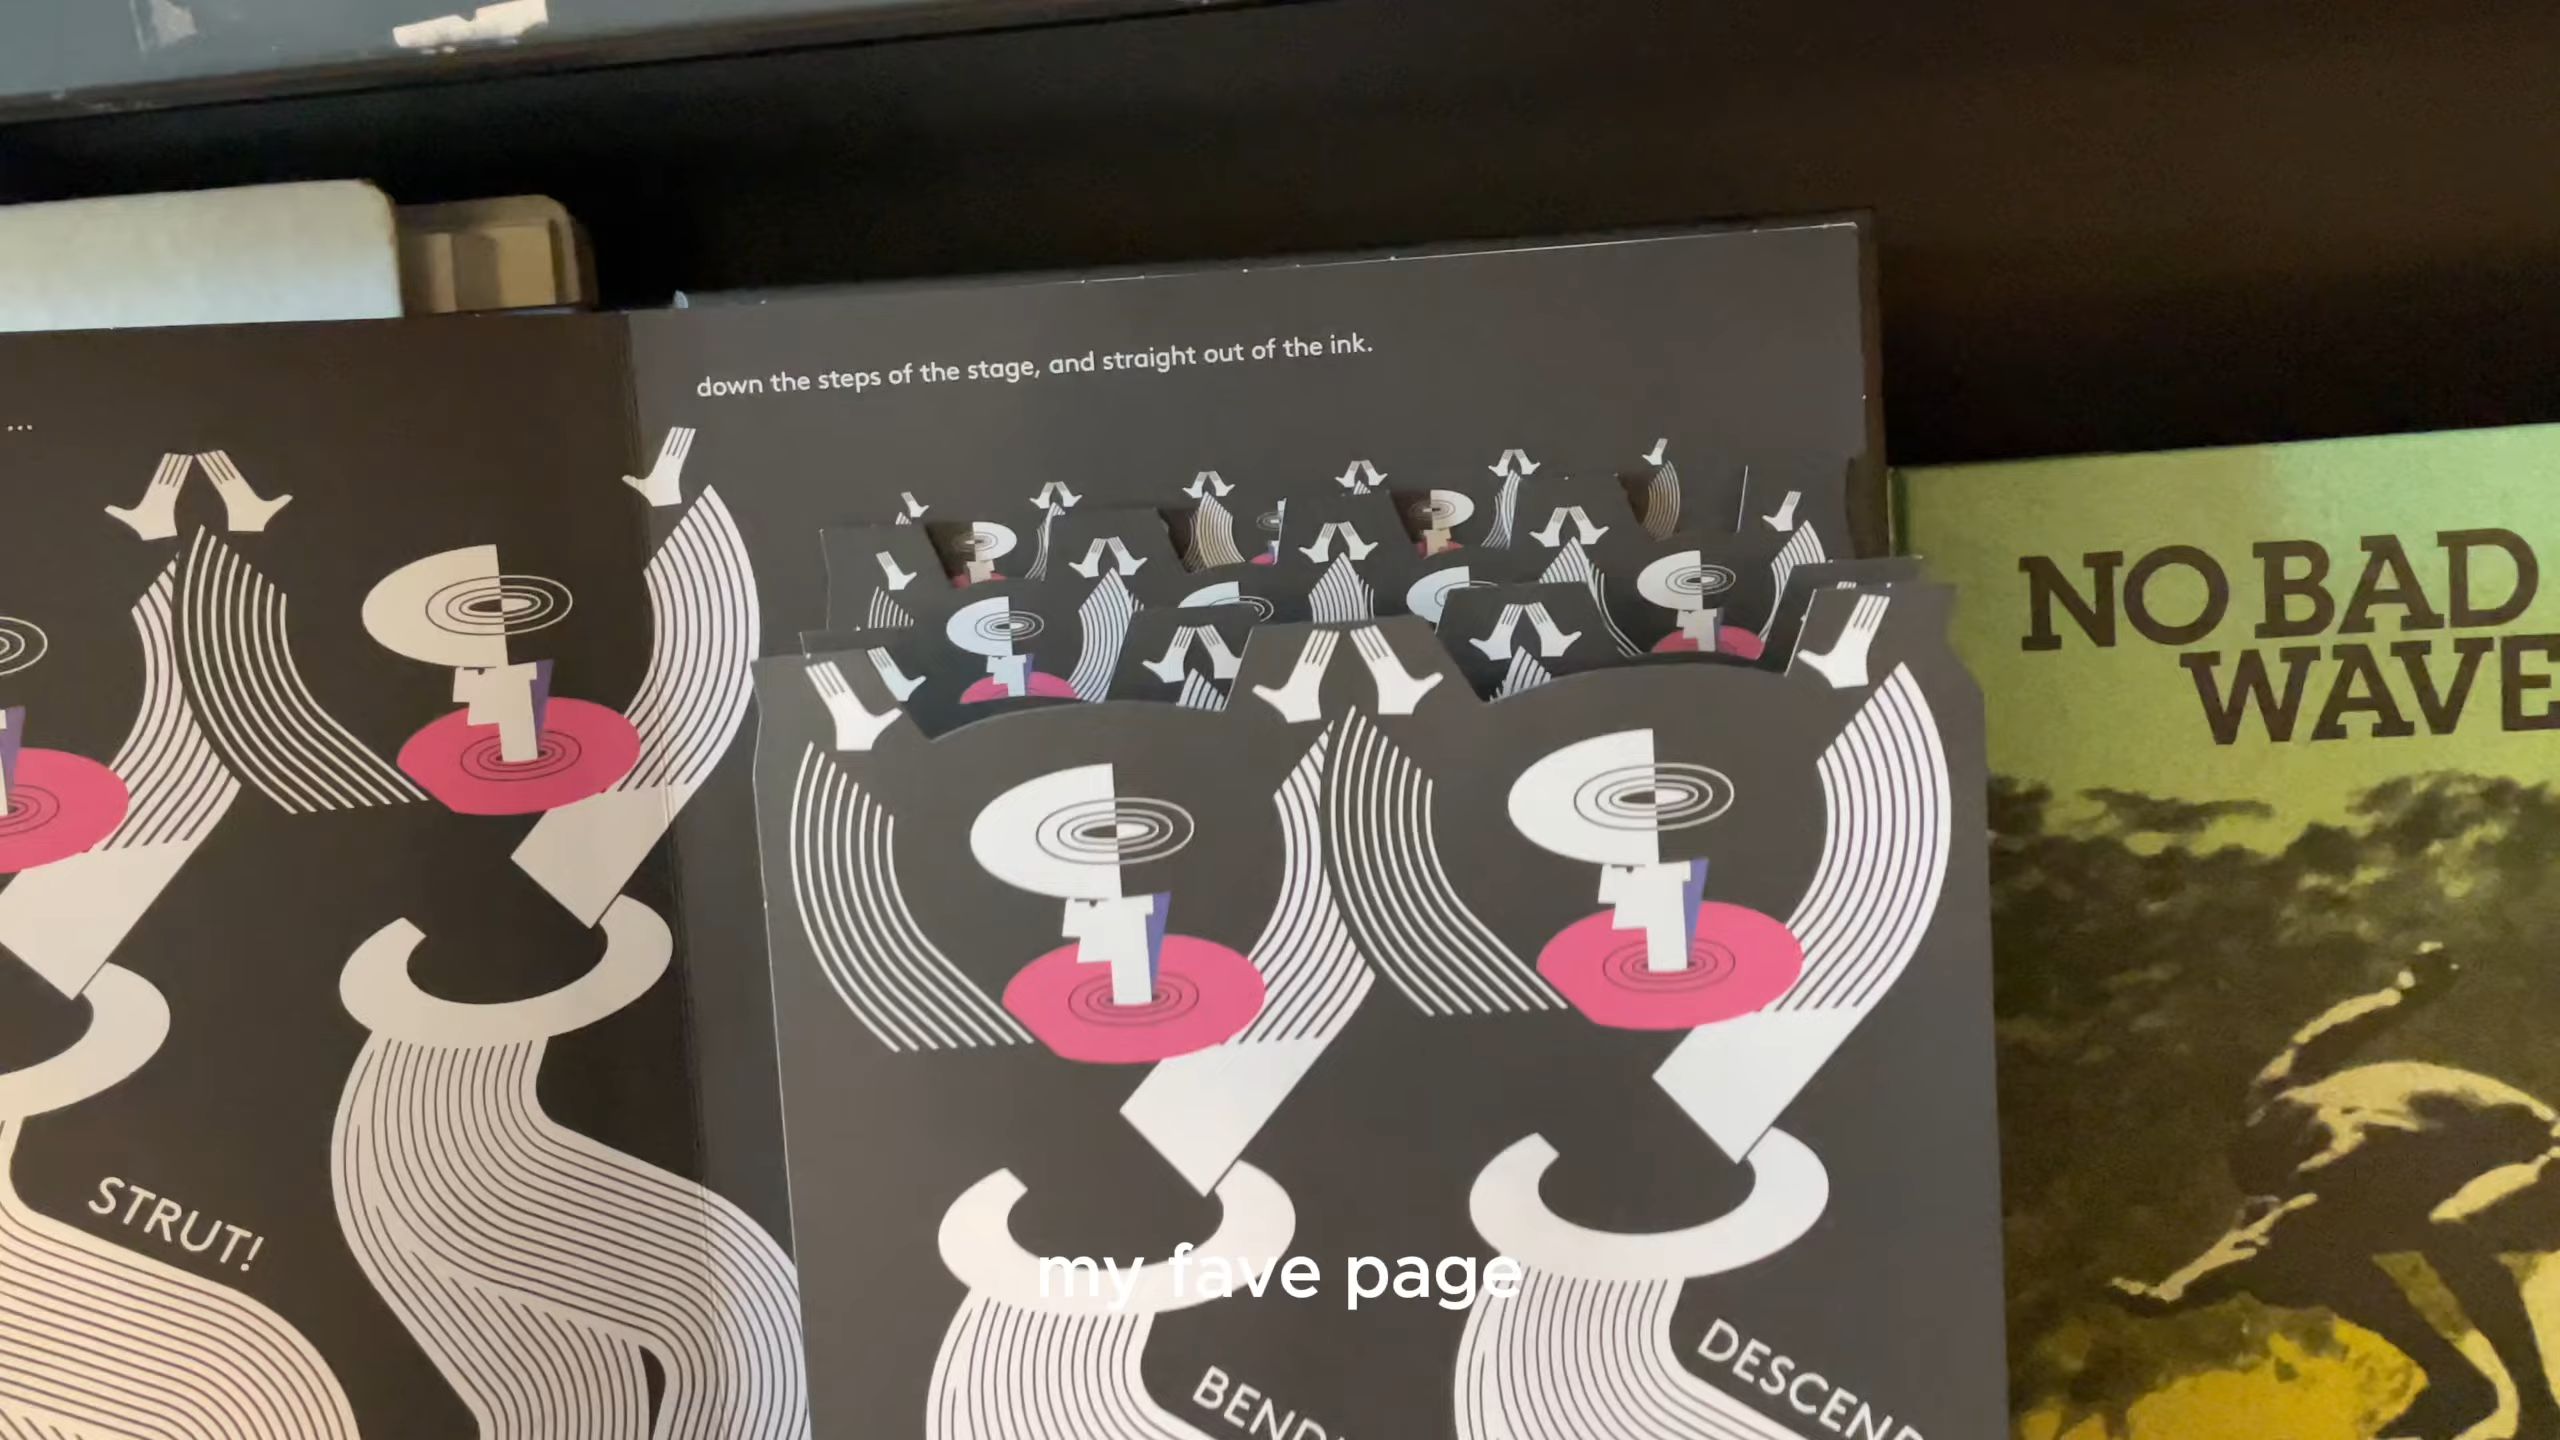 ...
down the steps of the stage, and straight out of the ink.
NO BAD
WAVE
STRUT!
my fave page